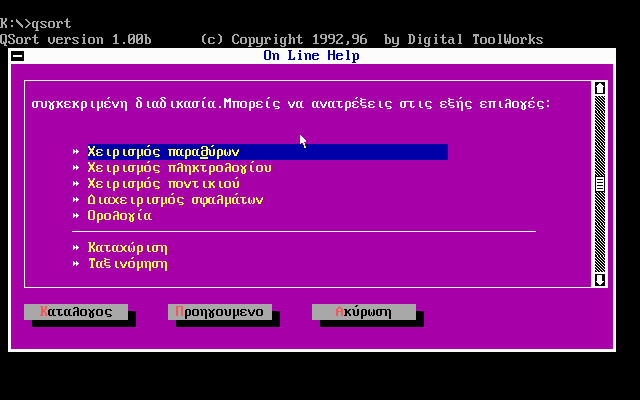 K:\>qsort
QSort version 1.00b (c) Copyright 1992,96 by Digital ToolWorks
On Line Help
συγκεκριμένη διαδικασία.Μπορείς να ανατρέξεις στις εξής επιλογές:
» Χειρισμός παραθύρων
» Χειρισμός πληκτρολογίου
» Χειρισμός ποντικιού
» Διαχειρισμός σφαλμάτων
» Ορολογία
» Καταχώριση
» Ταξινόμηση
Καταλογος Προηγουμενο Ακύρωση